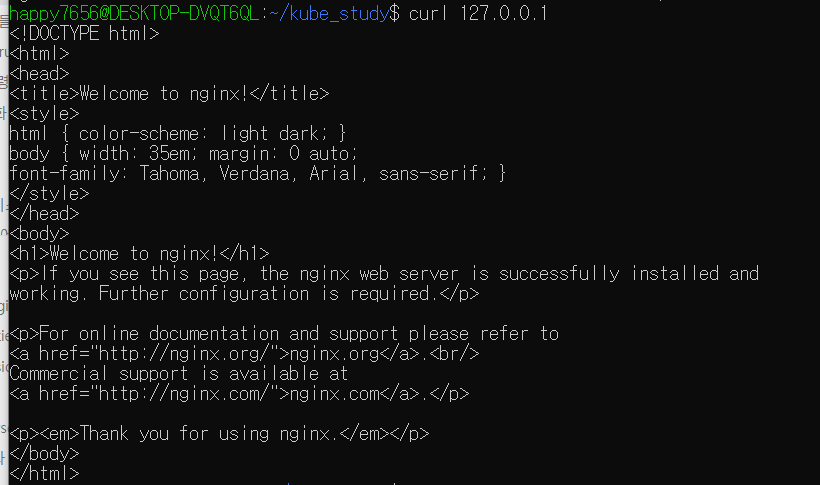 happy7656@DESKTOP-DVQT6QL:~/kube_study$ curl 127.0.0.1
<!DOCTYPE html>
<html>
<head>
<title>Welcome to nginx!</title>
<style>
html { color-scheme: light dark; }
body { width: 35em; margin: 0 auto;
font-family: Tahoma, Verdana, Arial, sans-serif; }
</style>
</head>
<body>
<h1>Welcome to nginx!</h1>
<p>If you see this page, the nginx web server is successfully installed and
working. Further configuration is required.</p>

<p>For online documentation and support please refer to
<a href="http://nginx.org/">nginx.org</a>.<br/>
Commercial support is available at
<a href="http://nginx.com/">nginx.com</a>.</p>

<p><em>Thank you for using nginx.</em></p>
</body>
</html>